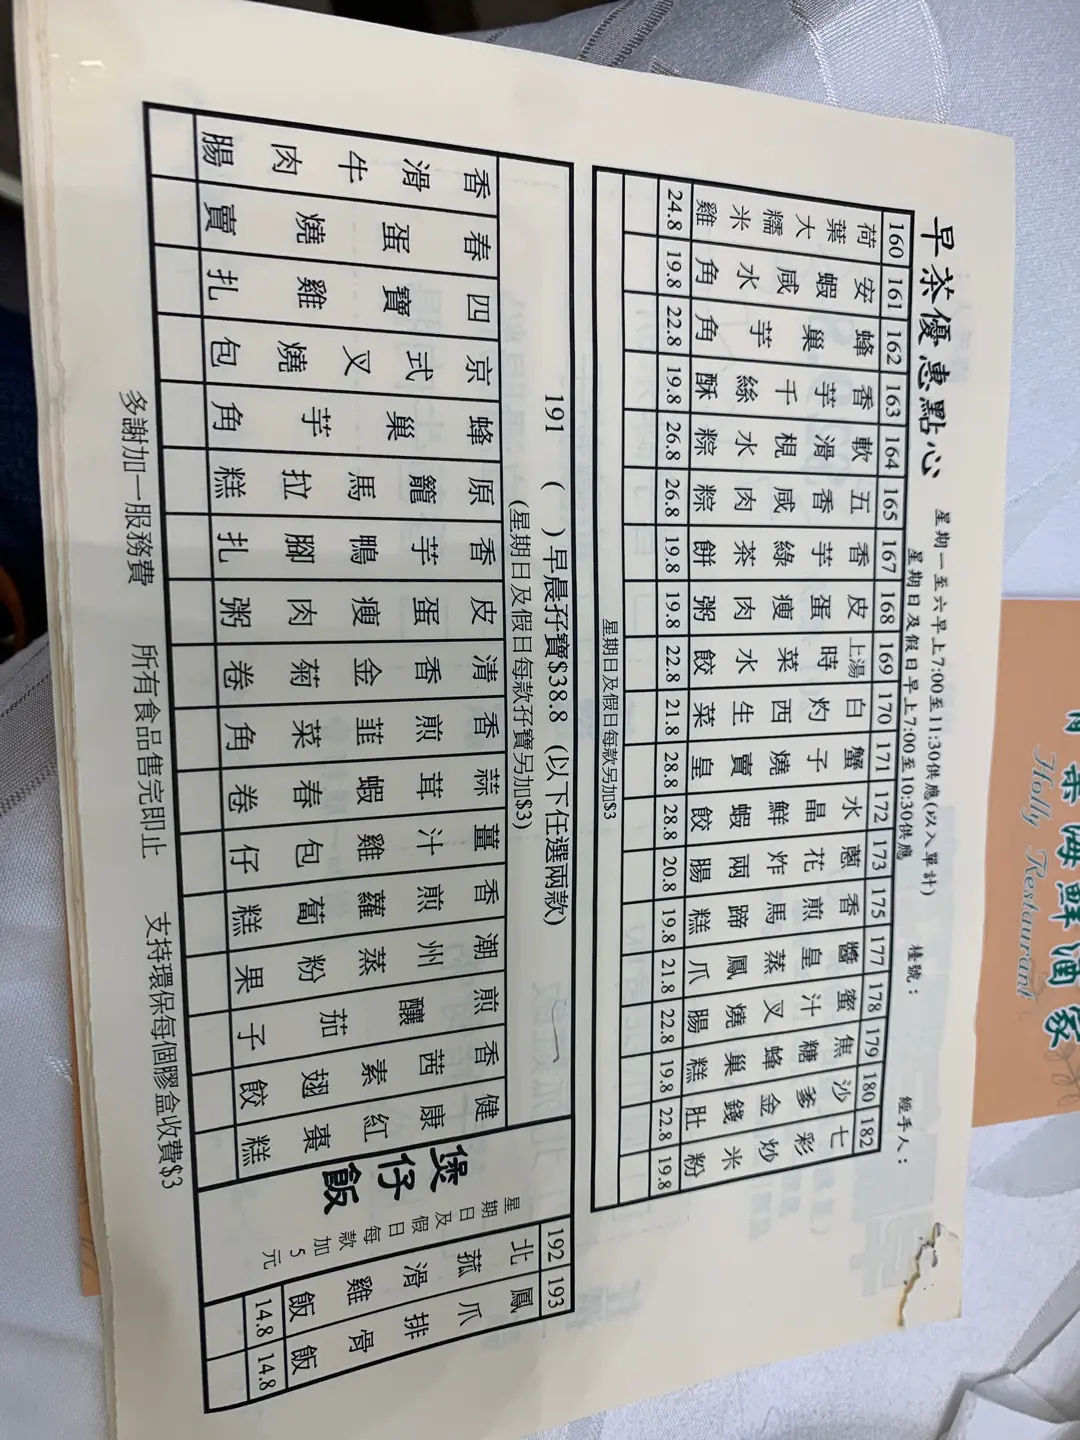 早茶優惠點心
星期一至六早上7:00至11:30供應(以入單計)
星期日及假日早上7:00至10:30供應
檯號：
經手人：
160 荷葉大糯米雞 24.8
161 安蝦咸水角 19.8
162 蜂巢芋角 22.8
163 香芋千絲酥 19.8
164 軟滑梘水粽 26.8
165 五香咸肉粽 26.8
167 香芋綠茶餅 19.8
168 皮蛋瘦肉粥 19.8
169 上湯時菜水餃 22.8
170 白灼西生菜 21.8
171 蟹子燒賣皇 28.8
172 水晶鮮蝦餃 28.8
173 蔥花炸兩腸 20.8
175 香煎馬蹄糕 19.8
177 醬皇蒸鳳爪 21.8
178 蜜汁叉燒腸 22.8
179 焦糖蜂巢糕 19.8
180 沙爹金錢肚 22.8
182 七彩炒米粉 19.8
星期日及假日每款另加$3
191 ( )早晨孖寶$38.8 (以下任選兩款)
(星期日及假日每款孖寶另加$3)
香滑牛肉腸
春蛋燒賣
四寶雞扎
京式叉燒包
蜂巢芋角
原籠馬拉糕
香芋鴨腳扎
皮蛋瘦肉粥
清香金菊卷
香煎韭菜角
蒜茸蝦春卷
薑汁雞包仔
香煎蘿蔔糕
潮州蒸粉果
煎釀茄子
香茜素翅餃
健康紅棗糕
煲仔飯
星期日及假日每款加5元
192 北菰滑雞飯 14.8
193 鳳爪排骨飯 14.8
多謝加一服務費 所有食品售完即止 支持環保每個膠盒收費$3
海鮮酒家
Holly Restaurant